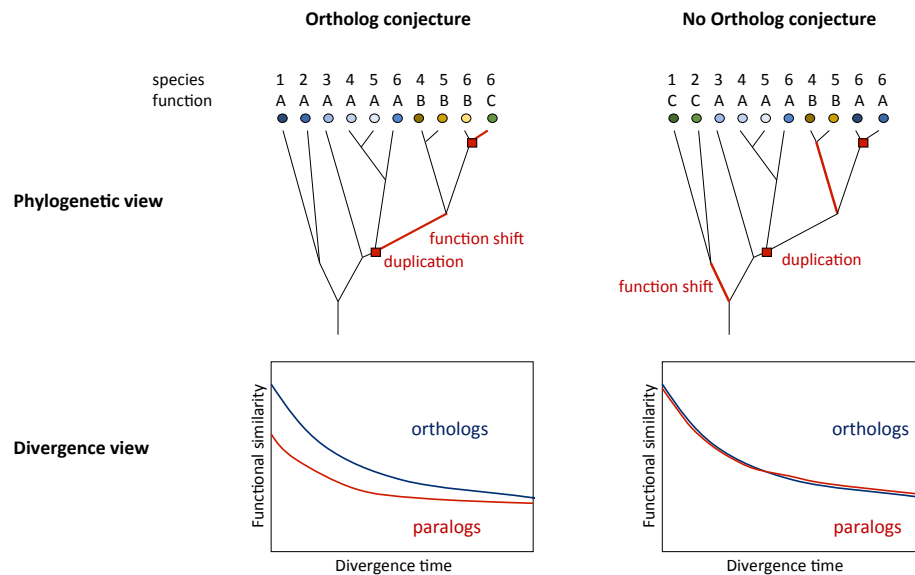 Ortholog conjecture
No Ortholog conjecture
species 1 2 3 4 5 6 4 5 6 6
function A A A A A A B B B C
1 2 3 4 5 6 4 5 6 6
C C A A A A B B A A
Phylogenetic view
function shift
duplication
duplication
function shift
Divergence view
Functional similarity
orthologs
paralogs
Divergence time
Functional similarity
orthologs
paralogs
Divergence time